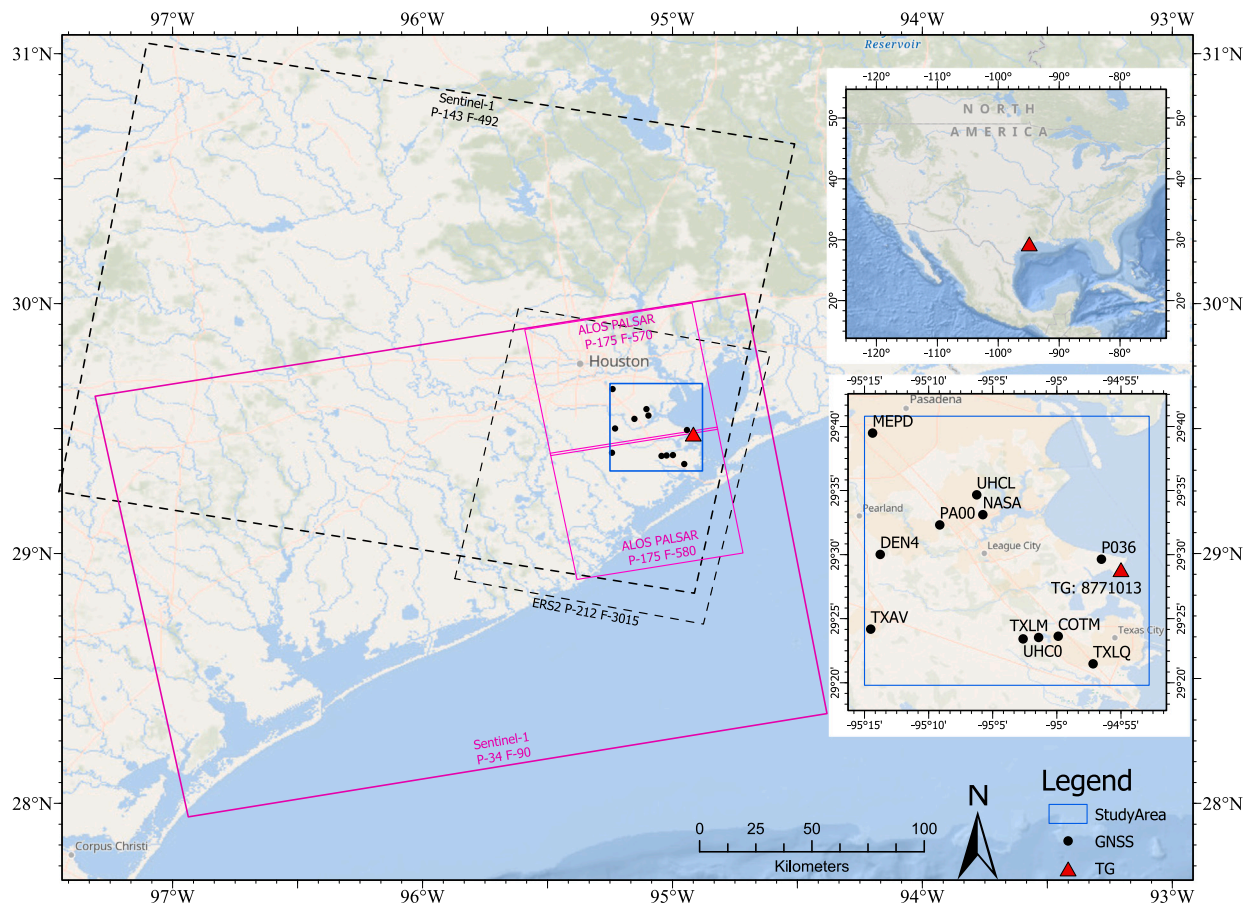 97°W 96°W 95°W 94°W 93°W
31°N
31°N
Reservoir
Sentinel-1
P-143 F-492
-120° -110° -100° -90° -80°
NORTH
AMERICA
50°
40°
30°
20°
50°
40°
30°
20°
-120° -110° -100° -90° -80°
30°N
30°N
ALOS PALSAR
P-175 F-570
Houston
ALOS PALSAR
P-175 F-580
ERS2 P-212 F-3015
29°N
29°N
-95°15' -95°10' -95°5' -95° -94°55'
Pasadena
MEPD
UHCL
NASA
PA00
Pearland
League City
DEN4
P036
TG: 8771013
TXAV
TXLM
COTM
UHC0
Texas City
TXLQ
29°40'
29°35'
29°30'
29°25'
29°20'
29°40'
29°35'
29°30'
29°25'
29°20'
-95°15' -95°10' -95°5' -95° -94°55'
Sentinel-1
P-34 F-90
28°N
28°N
Corpus Christi
0 25 50 100
Kilometers
N
Legend
StudyArea
GNSS
TG
97°W 96°W 95°W 94°W 93°W